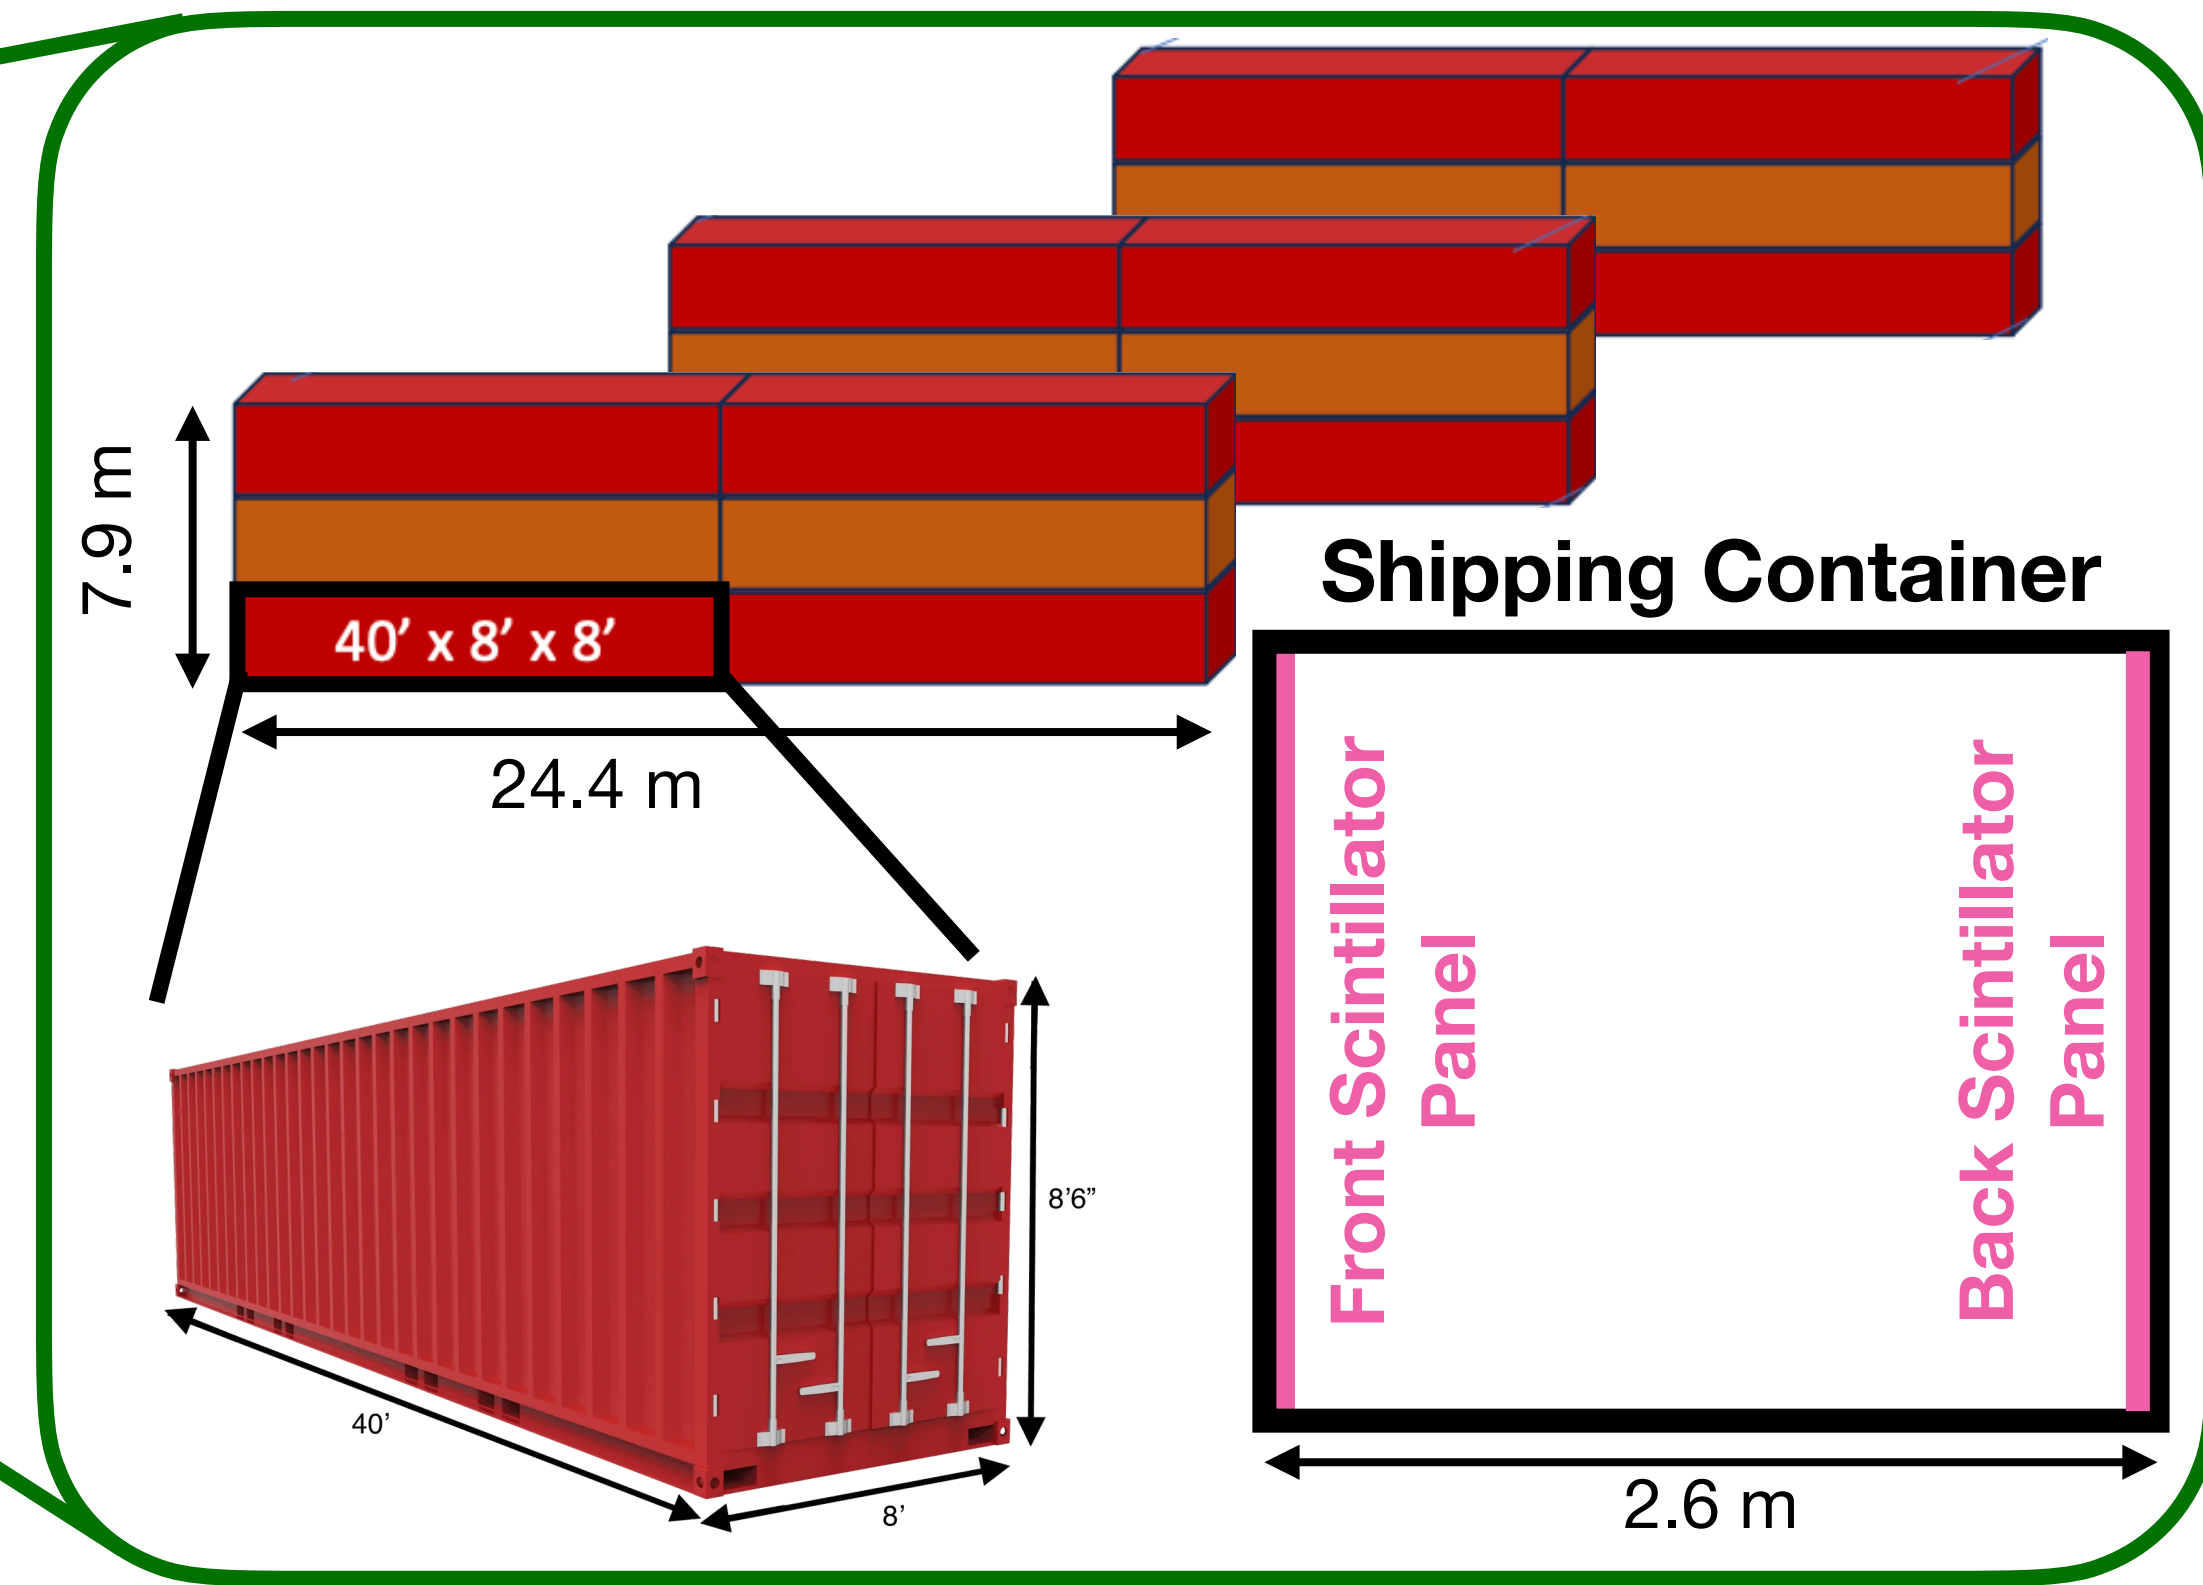 7.9 m
40’ x 8’ x 8’
24.4 m
Shipping Container
Front Scintillator
Panel
Back Scintillator
Panel
2.6 m
8’6”
40’
8’